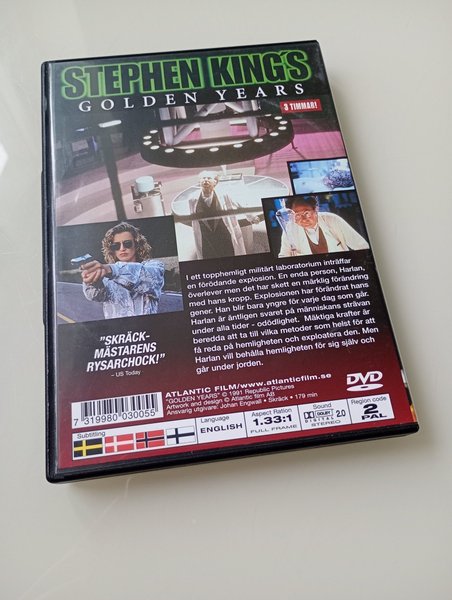 STEPHEN KING'S
GOLDEN YEARS
3 TIMMAR!
I ett topphemligt militärt laboratorium inträffar
en förödande explosion. En enda person, Harlan,
överlever men det har skett en märklig förändring
med hans kropp. Explosionen har förändrat hans
gener. Han blir bara yngre för varje dag som går.
Harlan är äntligen svaret på människans strävan
under alla tider - odödlighet. Mäktiga krafter är
beredda att ta till vilka metoder som helst för att
få reda på hemligheten och exploatera den. Men
Harlan vill behålla hemligheten för sig själv och
går under jorden.
"SKRÄCK-
MÄSTARENS
RYSARCHOCK!"
– US Today
ATLANTIC FILM/www.atlanticfilm.se
"GOLDEN YEARS" © 1991 Republic Pictures
Artwork and design © Atlantic film AB
Ansvarig utgivare: Johan Engwall • Skräck • 179 min
DVD
VIDEO
7 319980 030055
Subtitling
Language
ENGLISH
Aspect Ration
1.33:1
FULL FRAME
Sound
DOLBY 2.0
DIGITAL
STEREO
Region code
2
PAL